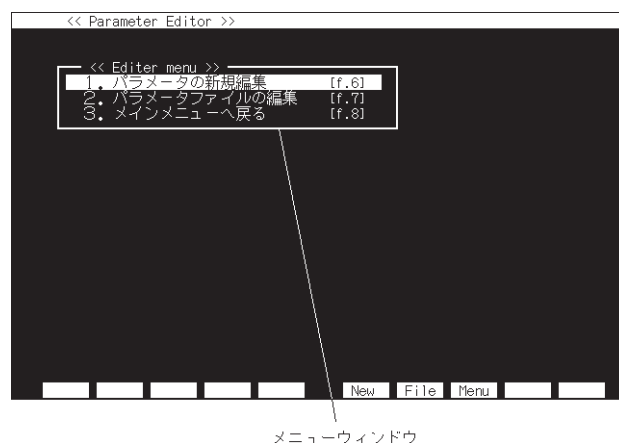 << Parameter Editor >>
<< Editer menu >>
1．パラメータの新規編集 [f.6]
2．パラメータファイルの編集 [f.7]
3．メインメニューへ戻る [f.8]
New File Menu
メニューウィンドウ